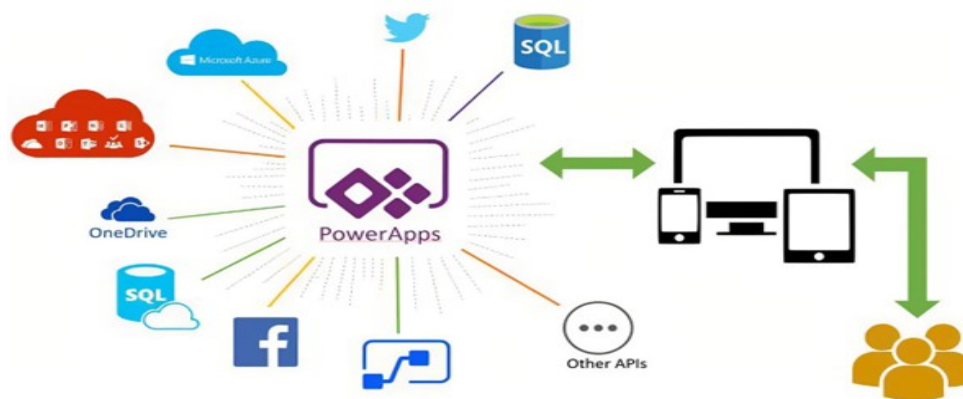 Microsoft Azure
SQL
OneDrive
PowerApps
SQL
f
Other APIs